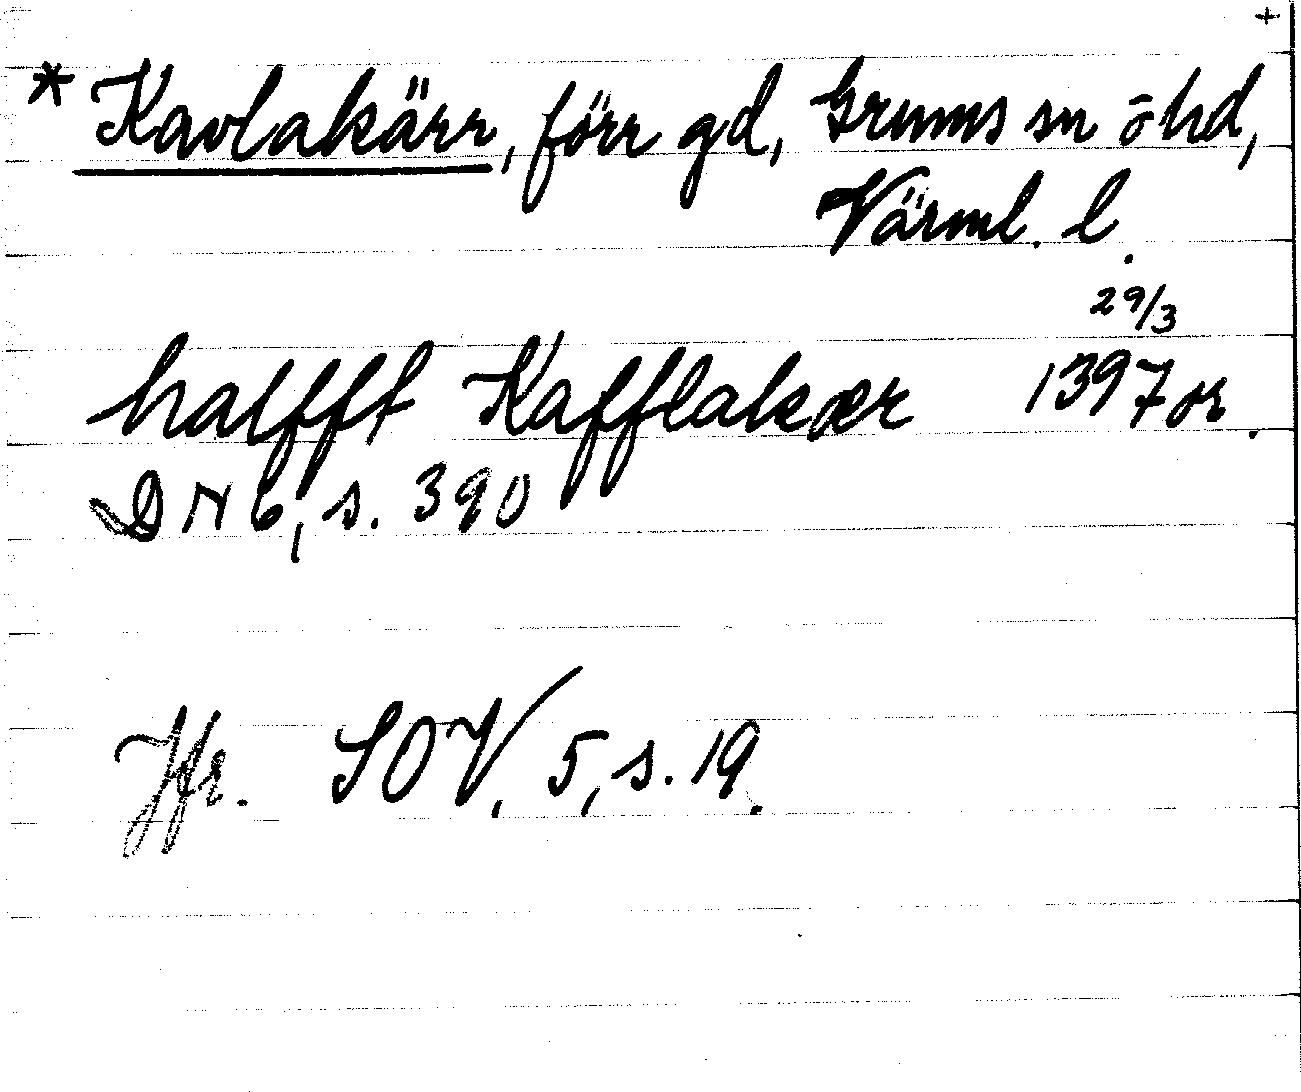 +
* Kavlakär​r, förr gd, Grums sn o hd,
Värml. l.
29/3
halfft Kafflakær 1397 or.
DN 6, s. 390
Jfr. SOV, 5, s. 19.